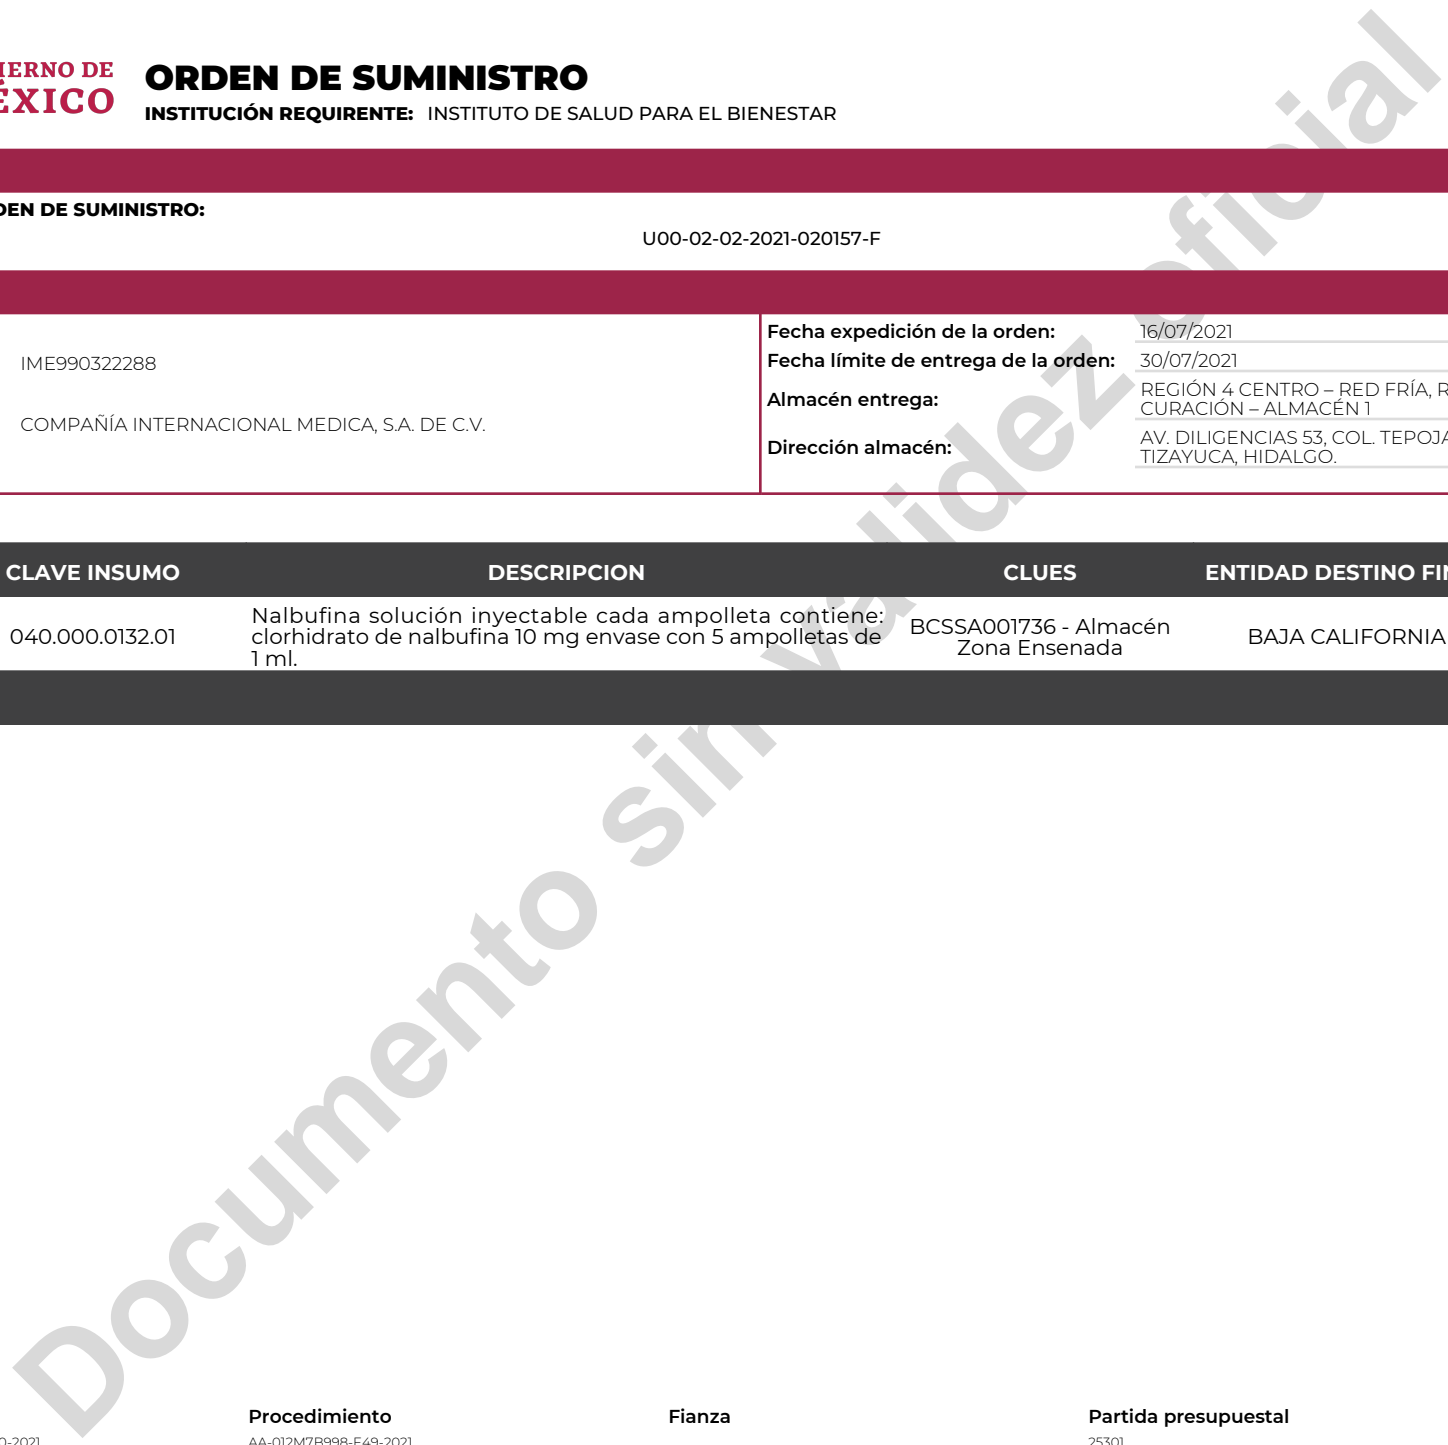 IERNO DE
ÉXICO
ORDEN DE SUMINISTRO
INSTITUCIÓN REQUIRENTE: INSTITUTO DE SALUD PARA EL BIENESTAR
DEN DE SUMINISTRO:
U00-02-02-2021-020157-F
IME990322288
COMPAÑÍA INTERNACIONAL MEDICA, S.A. DE C.V.
Fecha expedición de la orden: 16/07/2021
Fecha límite de entrega de la orden: 30/07/2021
Almacén entrega: REGIÓN 4 CENTRO – RED FRÍA, R
CURACIÓN – ALMACÉN 1
Dirección almacén: AV. DILIGENCIAS 53, COL. TEPOJA
TIZAYUCA, HIDALGO.
CLAVE INSUMO DESCRIPCION CLUES ENTIDAD DESTINO FIN
040.000.0132.01
Nalbufina solución inyectable cada ampolleta contiene:
clorhidrato de nalbufina 10 mg envase con 5 ampolletas de
1 ml.
BCSSA001736 - Almacén
Zona Ensenada
BAJA CALIFORNIA
Documento sin validez oficial
Procedimiento Fianza Partida presupuestal
0-2021 AA-012M7B998-E49-2021 25301